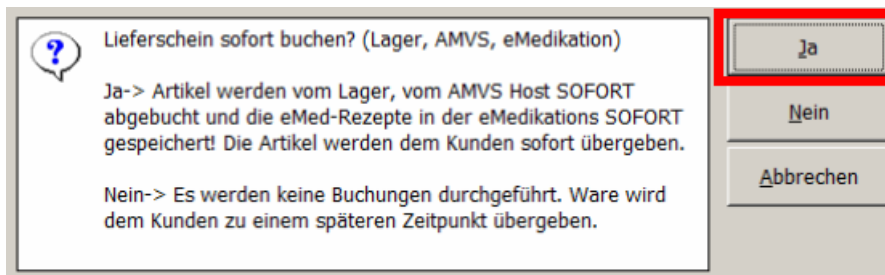 Lieferschein sofort buchen? (Lager, AMVS, eMedikation)
Ja-> Artikel werden vom Lager, vom AMVS Host SOFORT
abgebucht und die eMed-Rezepte in der eMedikations SOFORT
gespeichert! Die Artikel werden dem Kunden sofort übergeben.
Nein-> Es werden keine Buchungen durchgeführt. Ware wird
dem Kunden zu einem späteren Zeitpunkt übergeben.
Ja
Nein
Abbrechen